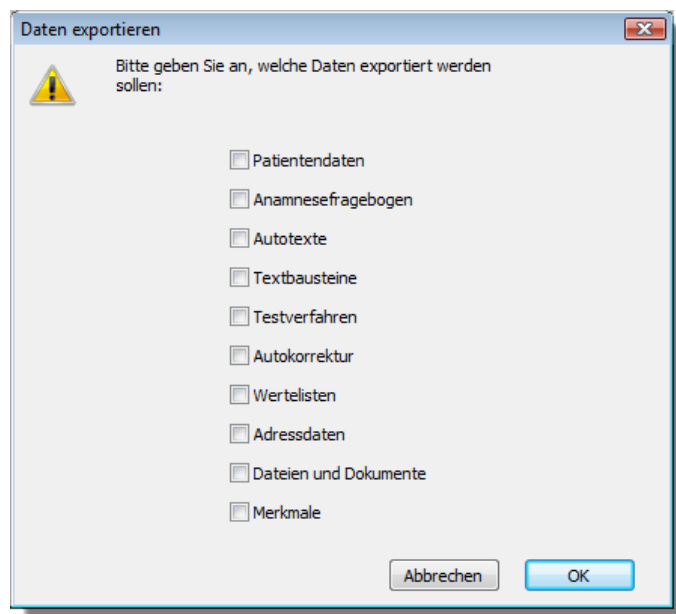 Daten exportieren
Bitte geben Sie an, welche Daten exportiert werden
sollen:
Patientendaten
Anamnesefragebogen
Autotexte
Textbausteine
Testverfahren
Autokorrektur
Wertelisten
Adressdaten
Dateien und Dokumente
Merkmale
Abbrechen OK